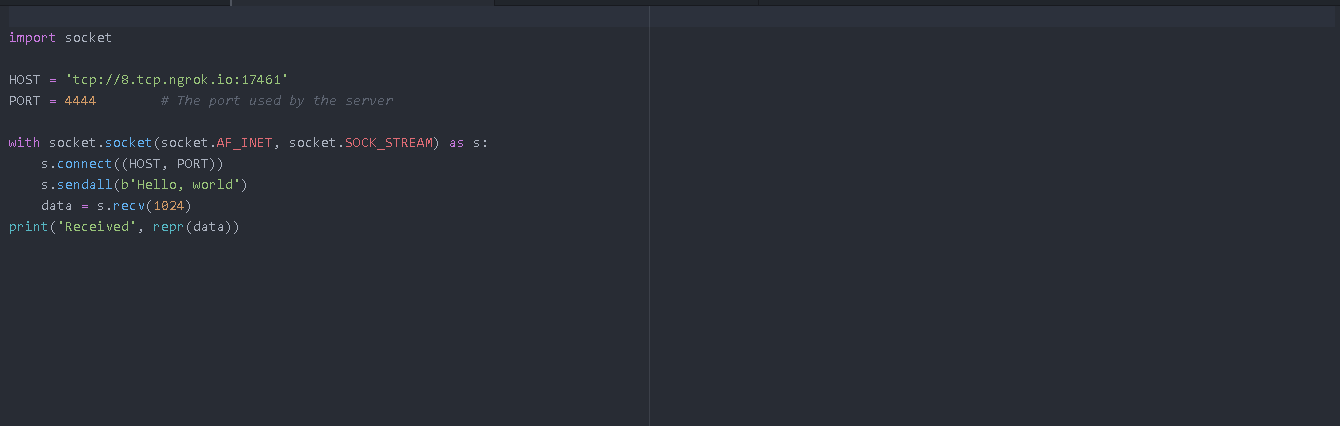 import socket
HOST = 'tcp://8.tcp.ngrok.io:17461'
PORT = 4444        # The port used by the server
with socket.socket(socket.AF_INET, socket.SOCK_STREAM) as s:
    s.connect((HOST, PORT))
    s.sendall(b'Hello, world')
    data = s.recv(1024)
print('Received', repr(data))